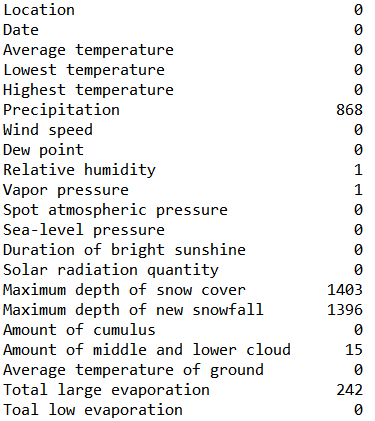 Location 0
Date 0
Average temperature 0
Lowest temperature 0
Highest temperature 0
Precipitation 868
Wind speed 0
Dew point 0
Relative humidity 1
Vapor pressure 1
Spot atmospheric pressure 0
Sea-level pressure 0
Duration of bright sunshine 0
Solar radiation quantity 0
Maximum depth of snow cover 1403
Maximum depth of new snowfall 1396
Amount of cumulus 0
Amount of middle and lower cloud 15
Average temperature of ground 0
Total large evaporation 242
Toal low evaporation 0